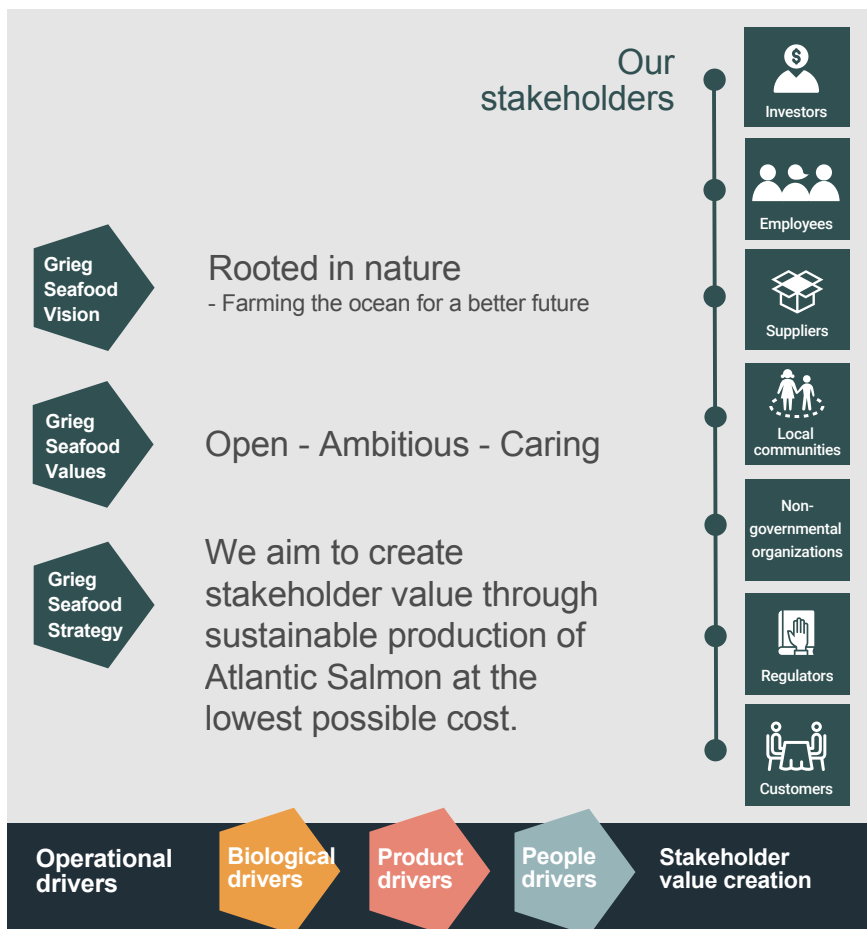 Our
stakeholders
$
Investors
Employees
Suppliers
Local
communities
Non-
governmental
organizations
Regulators
Customers
Grieg
Seafood
Vision
Rooted in nature
- Farming the ocean for a better future
Grieg
Seafood
Values
Open - Ambitious - Caring
Grieg
Seafood
Strategy
We aim to create
stakeholder value through
sustainable production of
Atlantic Salmon at the
lowest possible cost.
Operational
drivers
Biological
drivers
Product
drivers
People
drivers
Stakeholder
value creation